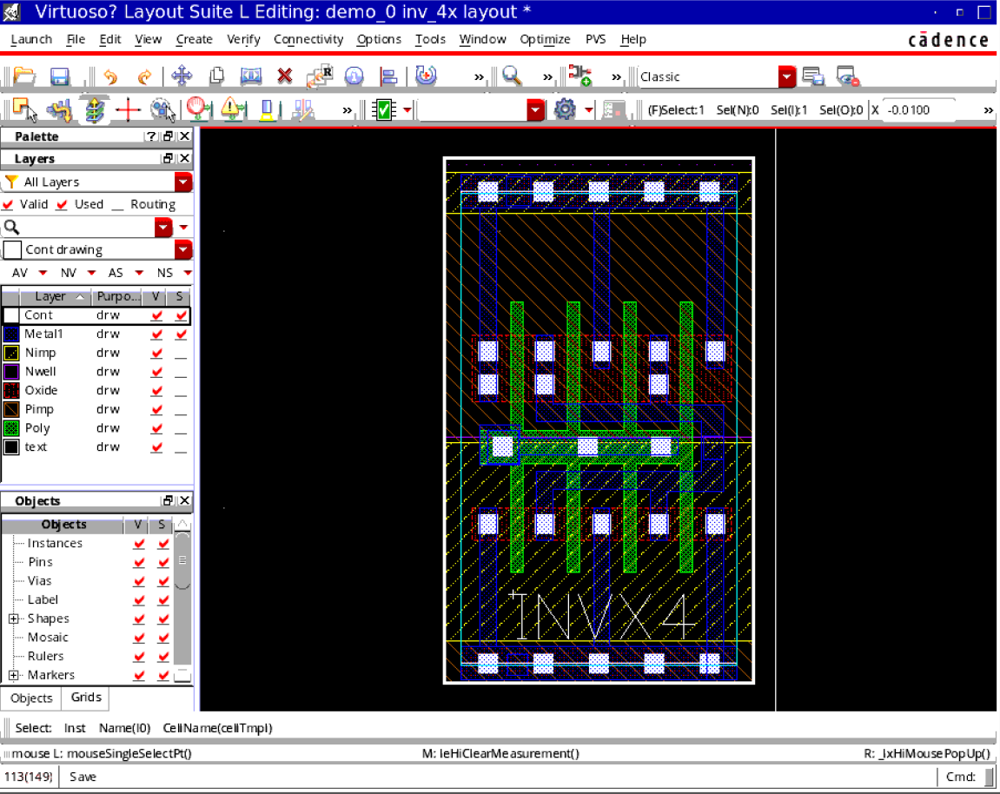 Virtuoso? Layout Suite L Editing: demo_0 inv_4x layout *
Launch File Edit View Create Verify Connectivity Options Tools Window Optimize PVS Help cādence
R » » » Classic
» (F)Select:1 Sel(N):0 Sel(I):1 Sel(O):0 X -0.0100 »
Palette
Layers
All Layers
Valid Used Routing
Cont drawing
AV NV AS NS
Layer Purpo... V S
Cont drw
Metal1 drw
Nimp drw
Nwell drw
Oxide drw
Pimp drw
Poly drw
text drw
Objects
Objects V S
Instances
Pins
Vias
Label
Shapes
Mosaic
Rulers
Markers
Objects Grids
INVX4
Select: Inst Name(I0) CellName(cellTmpl)
mouse L: mouseSingleSelectPt() M: leHiClearMeasurement() R: _lxHiMousePopUp()
113(149) Save Cmd: